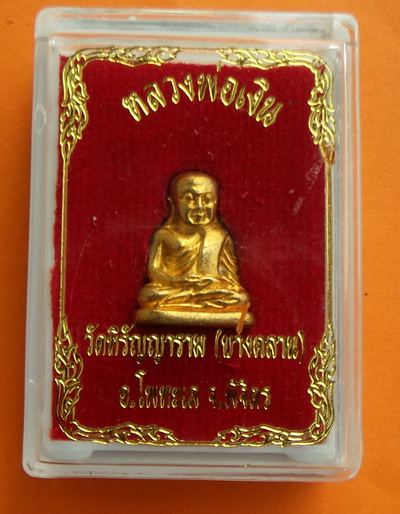 หลวงพ่อเงิน
วัดหิรัญญาราม (บางคลาน)
อ.โพทะเล จ.พิจิตร